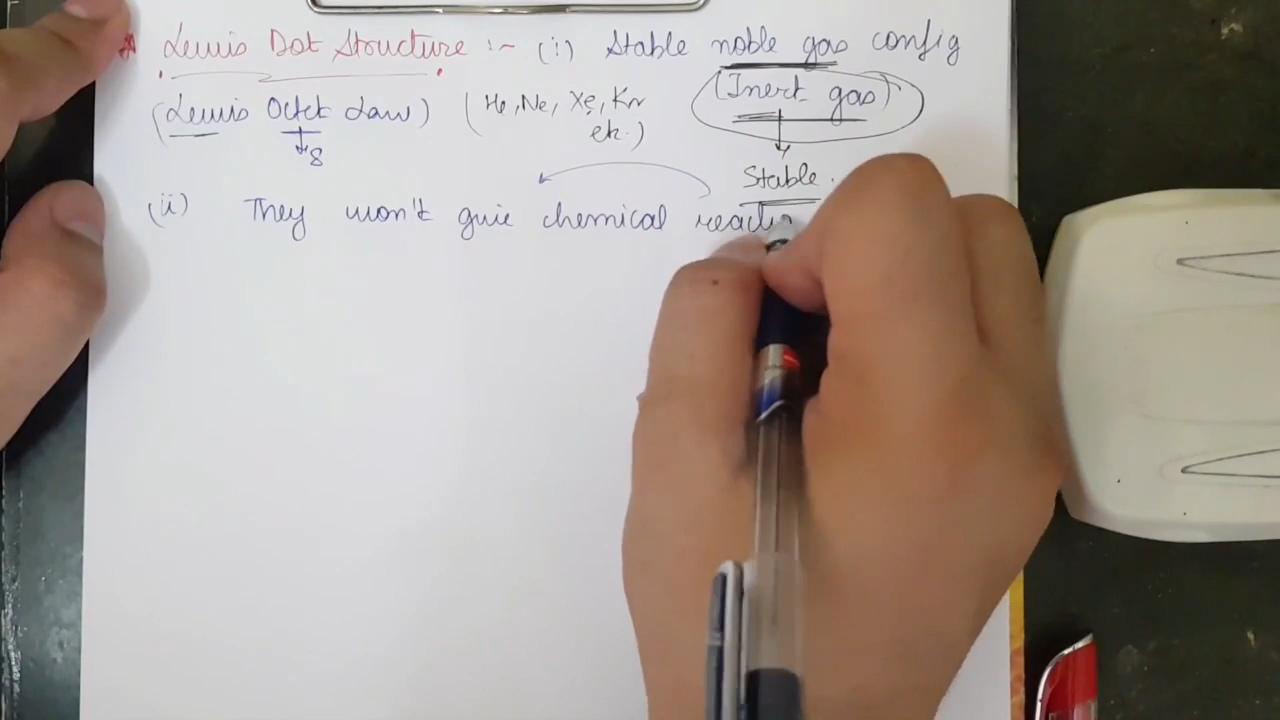 Lewis Dot Structure :- (i) Stable noble gas config
(Lewis Octet Law) (He, Ne, Xe, Kr (Inert gas)
etc.)
8
Stable.
(ii) They won't give chemical reactio